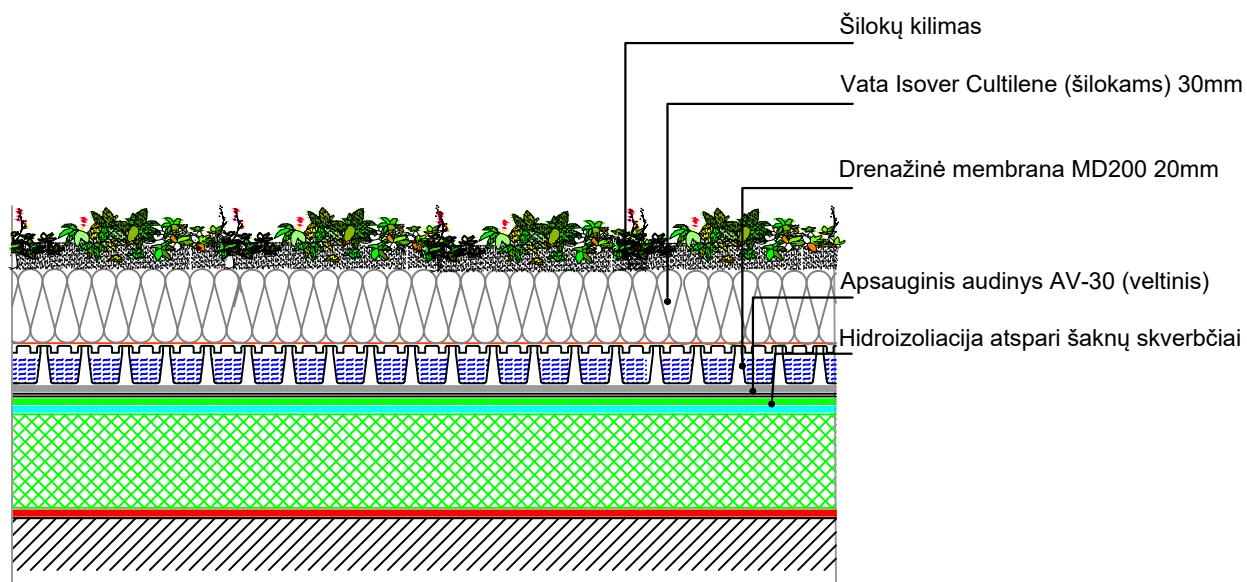 Šilokų kilimas
Vata Isover Cultilene (šilokams) 30mm
Drenažinė membrana MD200 20mm
Apsauginis audinys AV-30 (veltinis)
Hidroizoliacija atspari šaknų skverbčiai